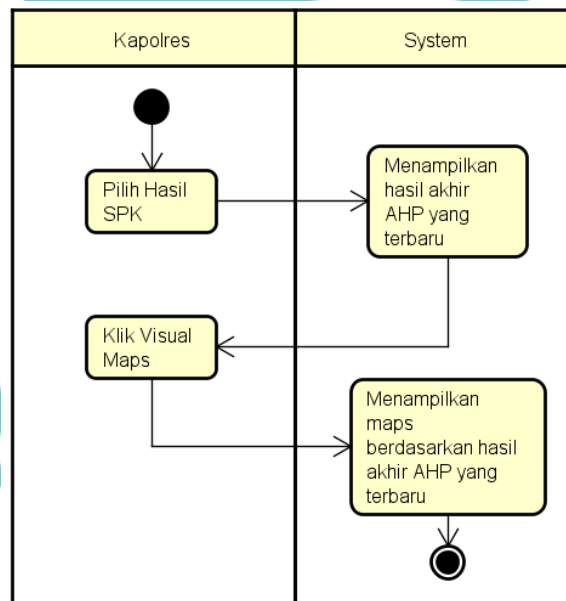 Kapolres
System
Pilih Hasil
SPK
Menampilkan
hasil akhir
AHP yang
terbaru
Klik Visual
Maps
Menampilkan
maps
berdasarkan hasil
akhir AHP yang
terbaru